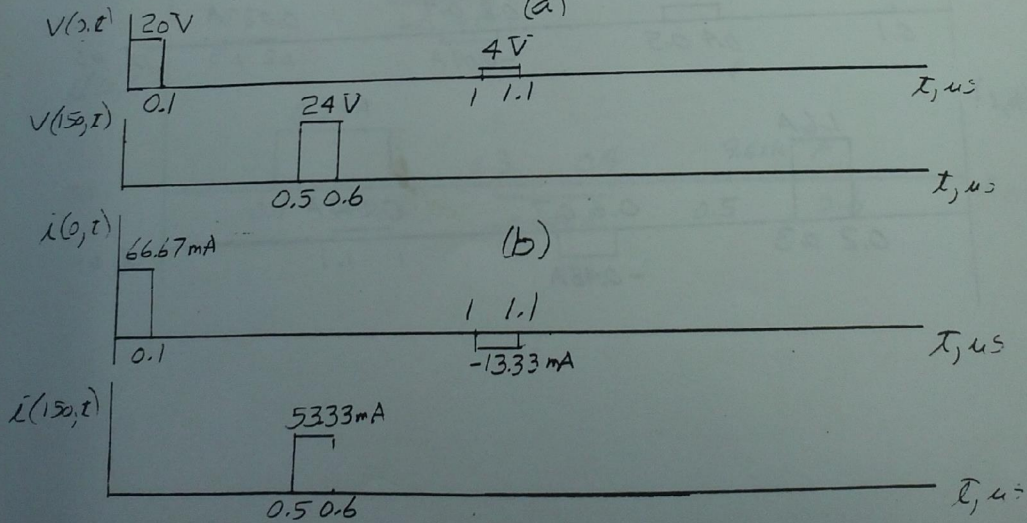 (a)
V(0,t) 20V
4V
0.1 1 1.1 t, μs
V(150,t) 24V
0.5 0.6 t, μs
i(0,t) 66.67mA (b)
1 1.1
0.1 -13.33mA t, μs
i(150,t) 53.33mA
0.5 0.6 t, μs